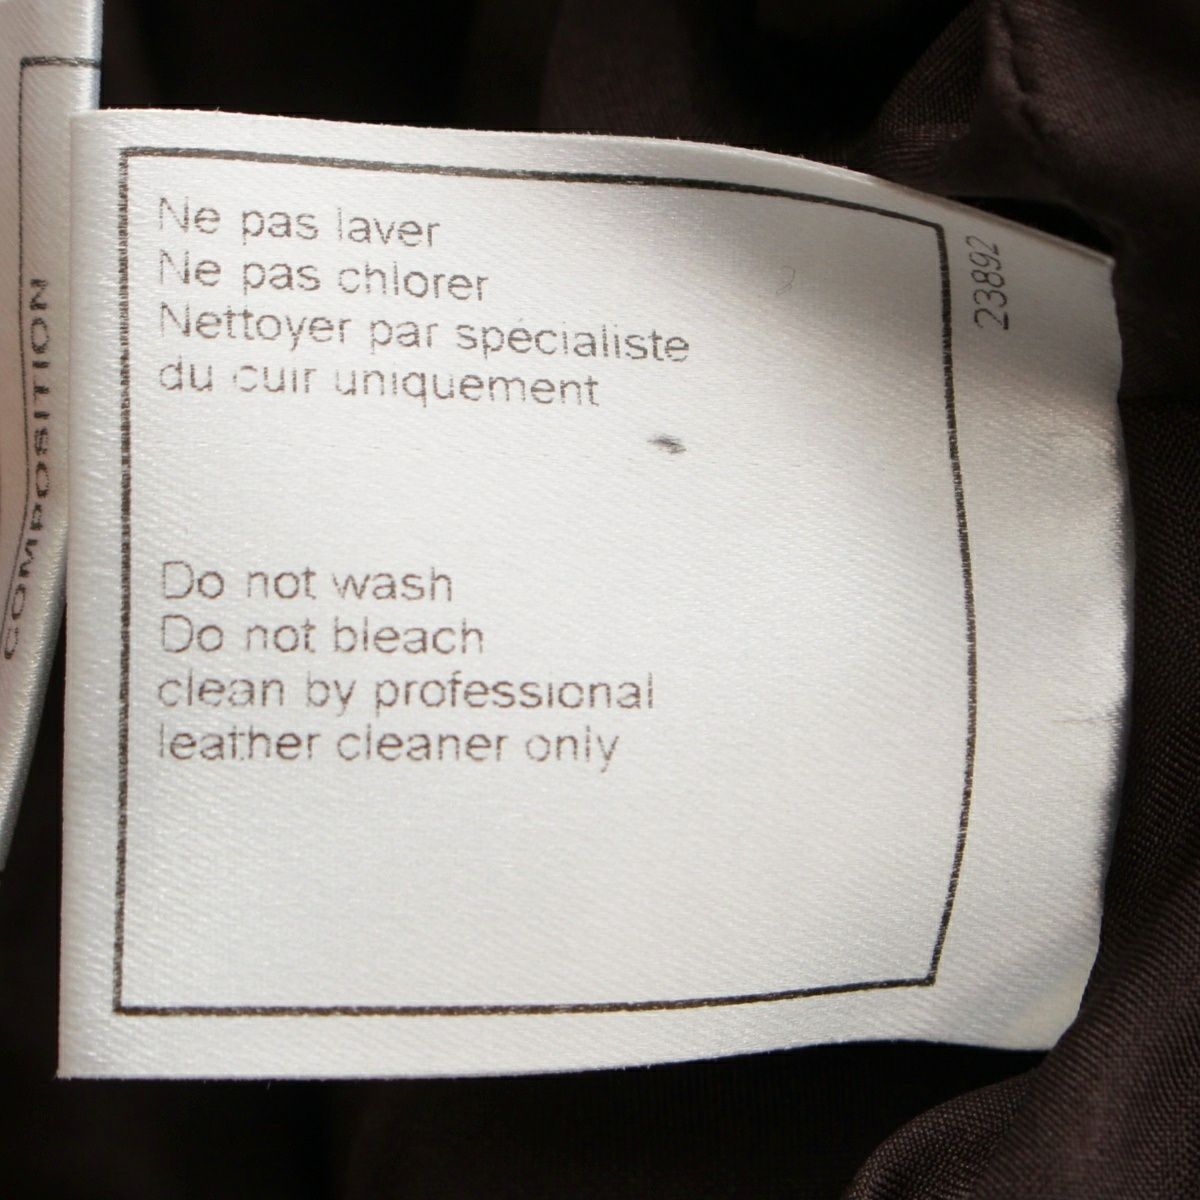 Ne pas laver
Ne pas chlorer
Nettoyer par spécialiste
du cuir uniquement
Do not wash
Do not bleach
clean by professional
leather cleaner only
23892
COMPOSITION